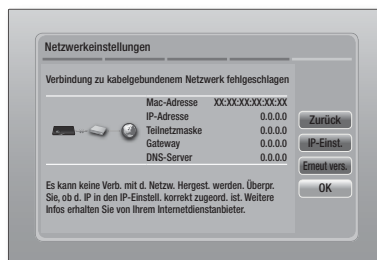 Netzwerkeinstellungen
Verbindung zu kabelgebundenem Netzwerk fehlgeschlagen
Mac-Adresse XX:XX:XX:XX:XX:XX
IP-Adresse 0.0.0.0
Teilnetzmaske 0.0.0.0
Gateway 0.0.0.0
DNS-Server 0.0.0.0
Zurück
IP-Einst.
Erneut vers.
OK
Es kann keine Verb. mit d. Netzw. Hergest. werden. Überpr.
Sie, ob d. IP in den IP-Einstell. korrekt zugeord. ist. Weitere
Infos erhalten Sie von Ihrem Internetdienstanbieter.